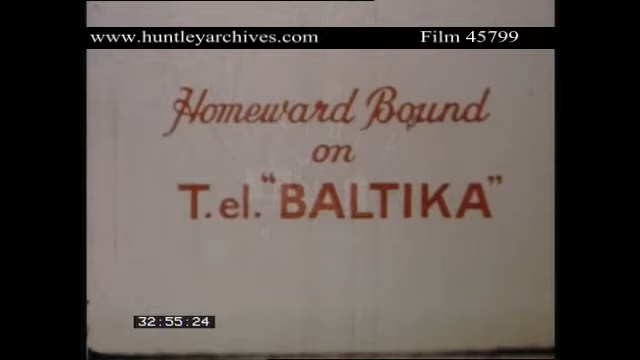 www.huntleyarchives.com Film 45799
Homeward Bound
on
T.el. "BALTIKA"
32:55:24